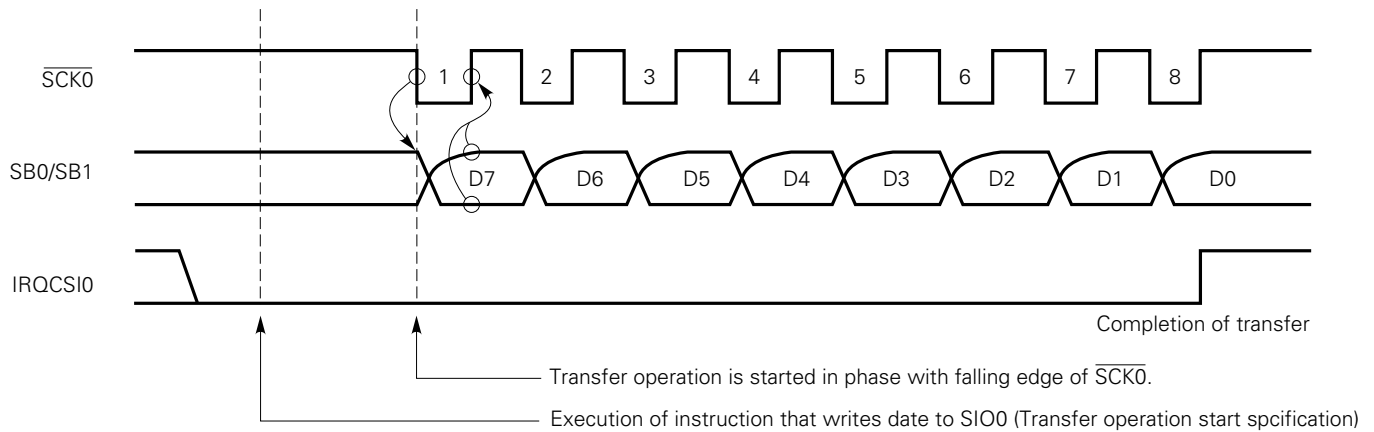 SCK0
1 2 3 4 5 6 7 8
SB0/SB1
D7 D6 D5 D4 D3 D2 D1 D0
IRQCSI0
Completion of transfer
Transfer operation is started in phase with falling edge of SCK0.
Execution of instruction that writes date to SIO0 (Transfer operation start spcification)